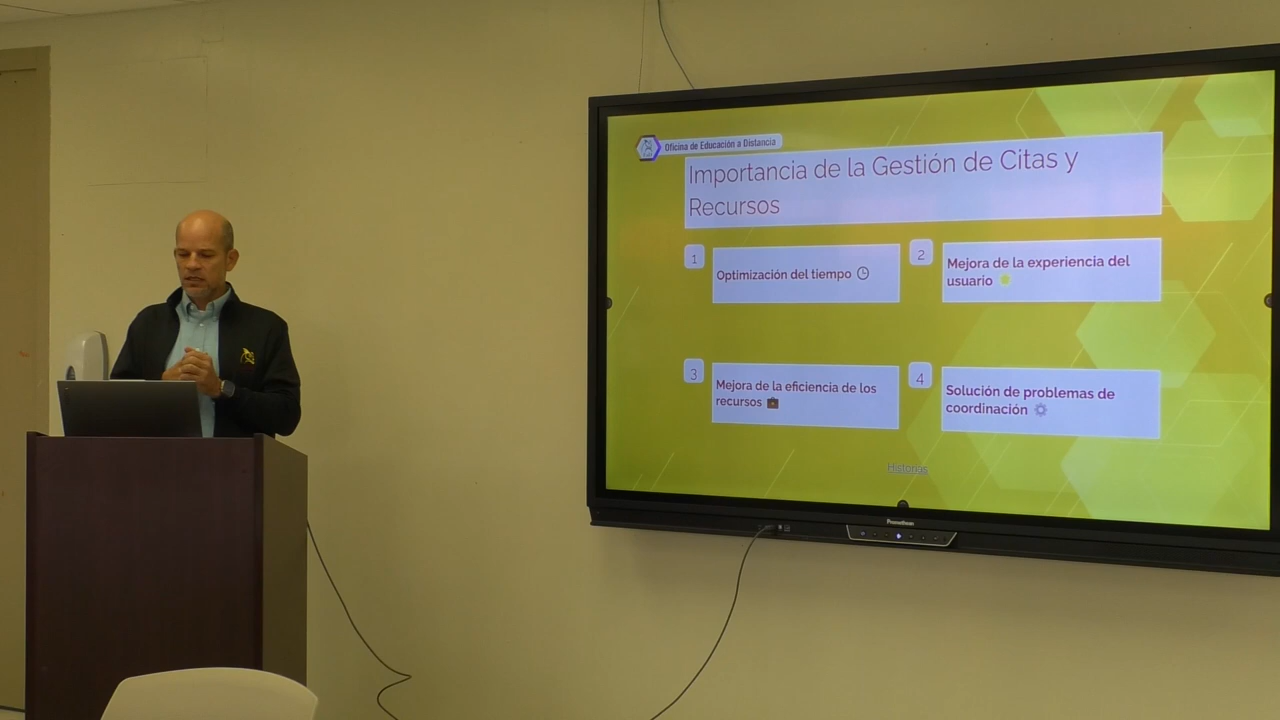 Oficina de Educación a Distancia
Importancia de la Gestión de Citas y
Recursos
1
Optimización del tiempo
2
Mejora de la experiencia del
usuario
3
Mejora de la eficiencia de los
recursos
4
Solución de problemas de
coordinación
Historias
Promethean